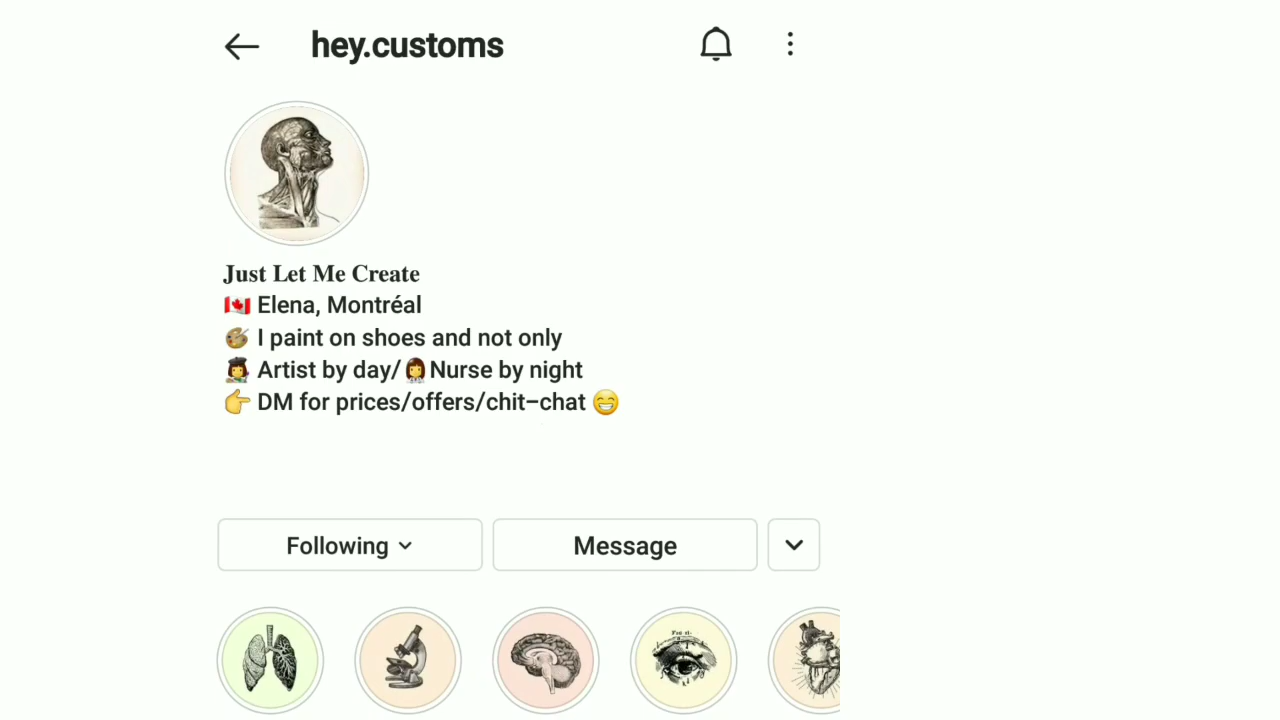 hey.customs
Just Let Me Create
🇨🇦 Elena, Montréal
🎨 I paint on shoes and not only
👩‍🎨 Artist by day/👩‍⚕️Nurse by night
👉 DM for prices/offers/chit–chat 😁
Following
Message